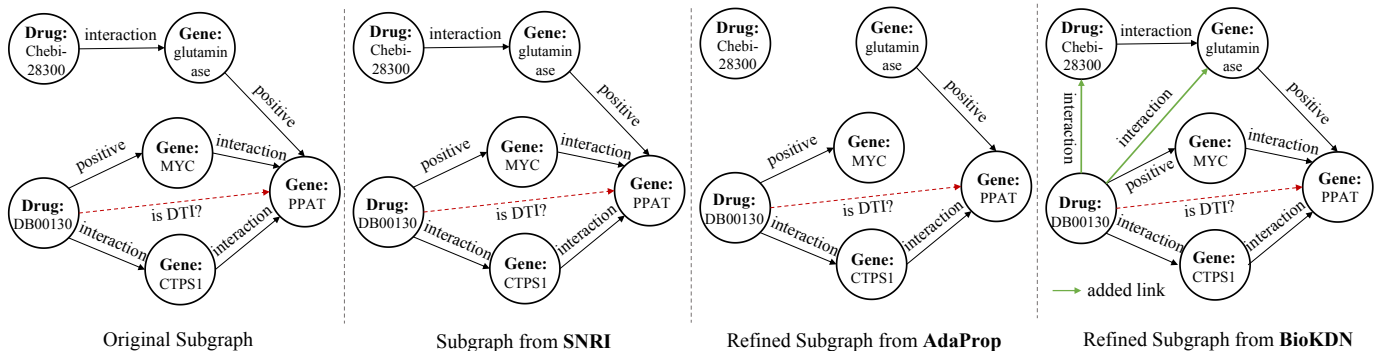 Drug:
Chebi-
28300
interaction
Gene:
glutamin
ase
positive
positive
Gene:
MYC
interaction
Gene:
PPAT
Drug:
DB00130
is DTI?
interaction
Gene:
CTPS1
interaction
Original Subgraph
Drug:
Chebi-
28300
interaction
Gene:
glutamin
ase
positive
positive
Gene:
MYC
interaction
Gene:
PPAT
Drug:
DB00130
is DTI?
interaction
Gene:
CTPS1
interaction
Subgraph from SNRI
Drug:
Chebi-
28300
Gene:
glutamin
ase
positive
positive
Gene:
MYC
Gene:
PPAT
Drug:
DB00130
is DTI?
interaction
Gene:
CTPS1
interaction
Refined Subgraph from AdaProp
Drug:
Chebi-
28300
interaction
Gene:
glutamin
ase
positive
interaction
interaction
Gene:
MYC
interaction
positive
Gene:
PPAT
Drug:
DB00130
is DTI?
interaction
Gene:
CTPS1
interaction
added link
Refined Subgraph from BioKDN